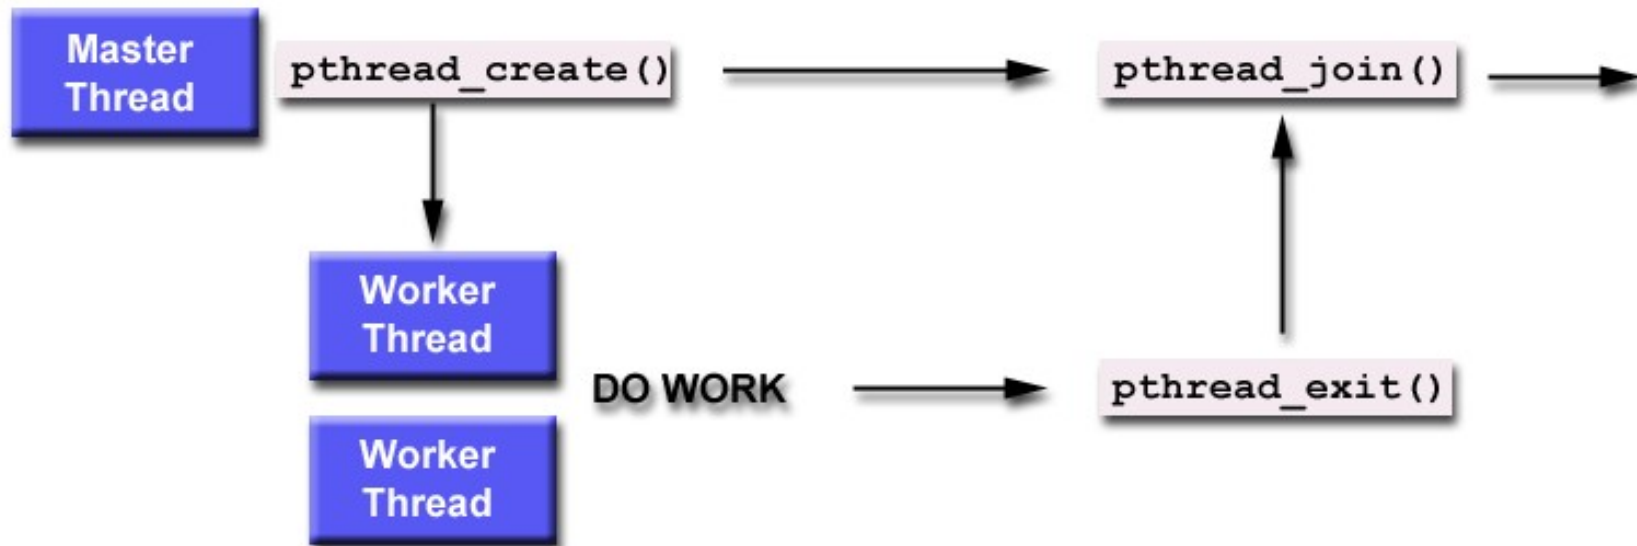 Master
Thread
pthread_create()
pthread_join()
Worker
Thread
DO WORK
pthread_exit()
Worker
Thread